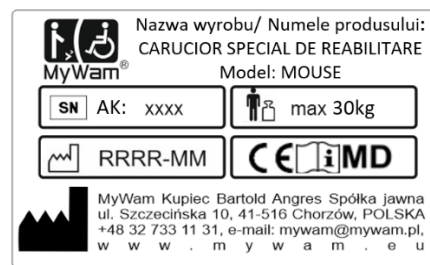 Nazwa wyrobu/ Numele produsului:
CARUCIOR SPECIAL DE REABILITARE
Model: MOUSE
MyWam®
SN AK: xxxx
max 30kg
RRRR-MM
CE i MD
MyWam Kupiec Bartold Angres Spółka jawna
ul. Szczecińska 10, 41-516 Chorzów, POLSKA
+48 32 733 11 31, e-mail: mywam@mywam.pl,
w w w . m y w a m . e u